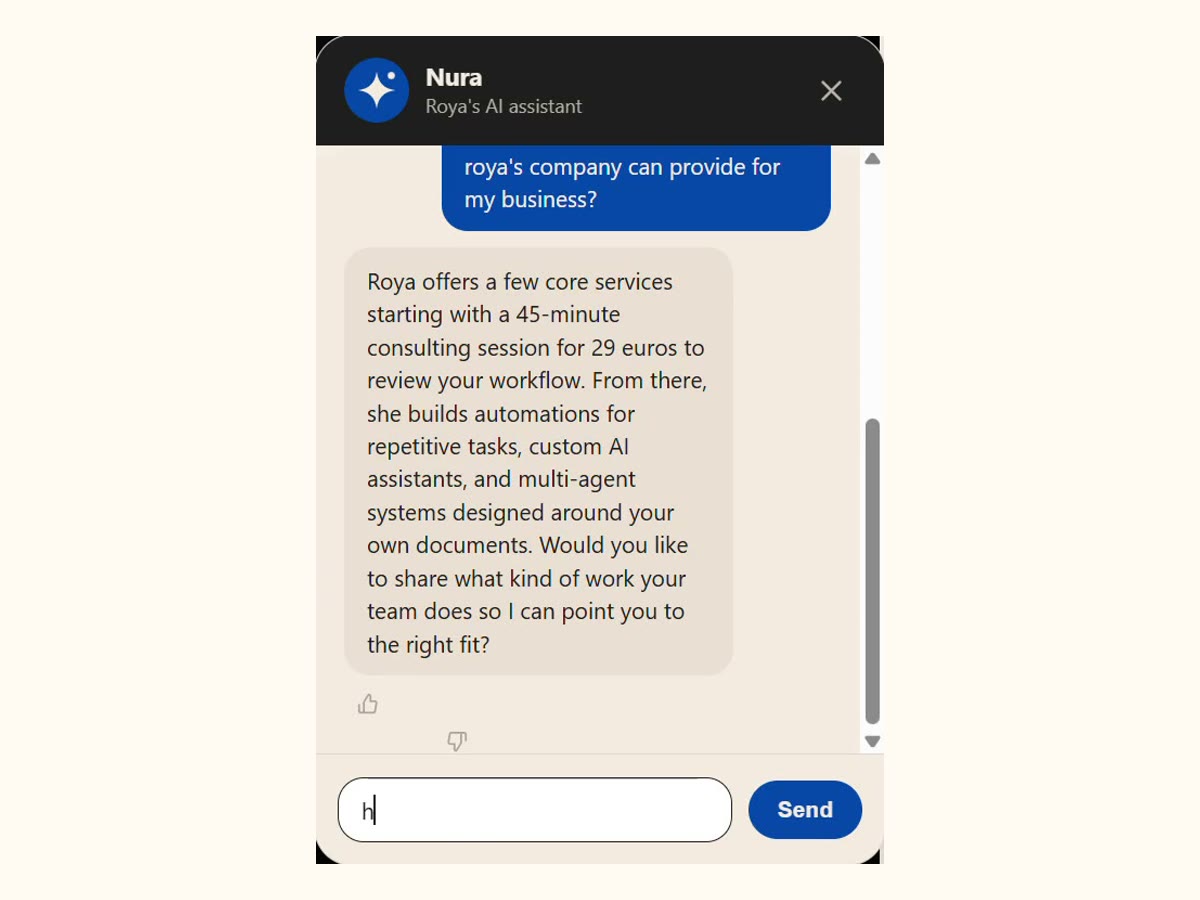 Nura
Roya's AI assistant
roya's company can provide for
my business?
Roya offers a few core services
starting with a 45-minute
consulting session for 29 euros to
review your workflow. From there,
she builds automations for
repetitive tasks, custom AI
assistants, and multi-agent
systems designed around your
own documents. Would you like
to share what kind of work your
team does so I can point you to
the right fit?
h
Send